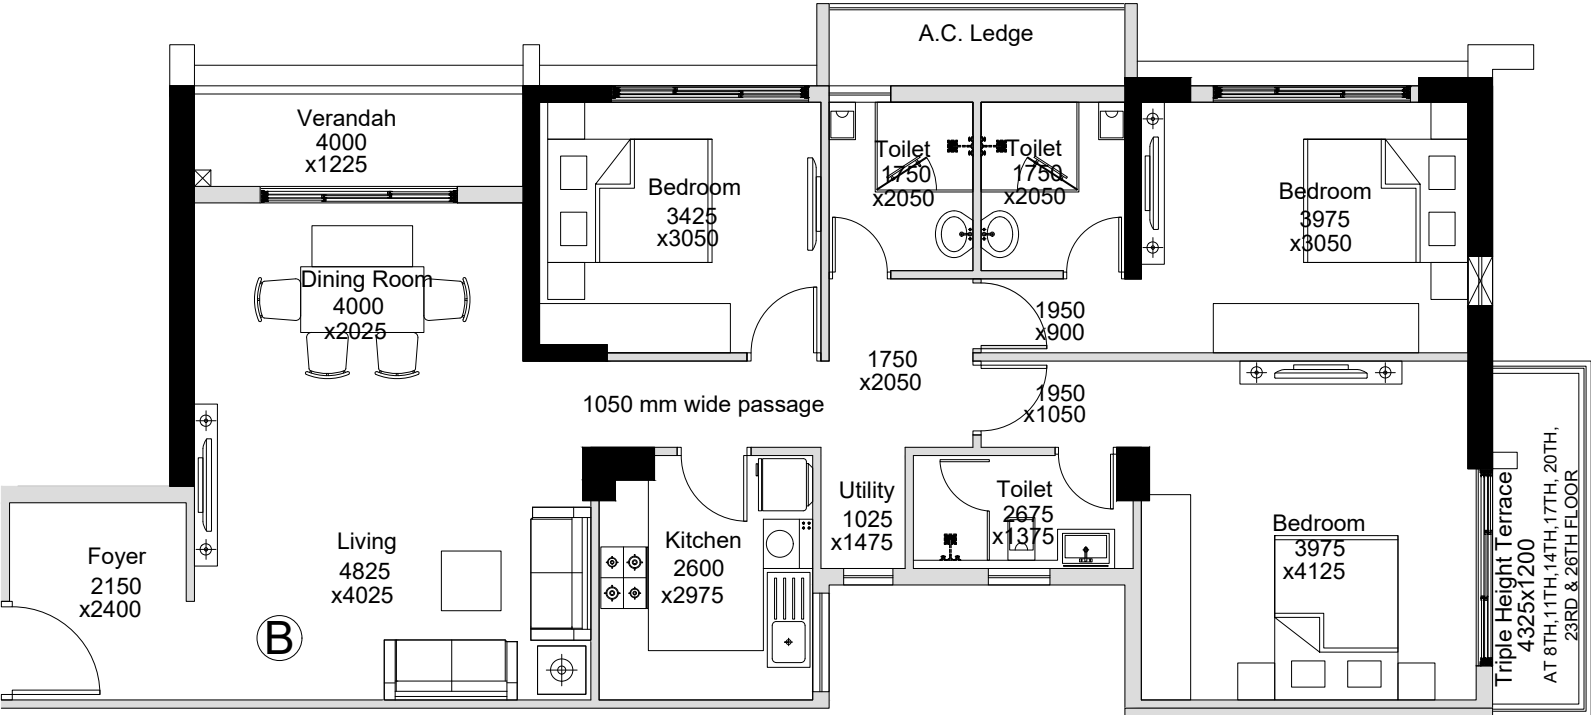 A.C. Ledge
Verandah
4000
x1225
Bedroom
3425
x3050
Toilet
1750
x2050
Toilet
1750
x2050
Bedroom
3975
x3050
Dining Room
4000
x2025
1950
x900
1750
x2050
1950
x1050
1050 mm wide passage
Foyer
2150
x2400
Living
4825
x4025
B
Kitchen
2600
x2975
Utility
1025
x1475
Toilet
2675
x1375
Bedroom
3975
x4125
Triple Height Terrace
4325x1200
AT 8TH,11TH,14TH,17TH, 20TH,
23RD & 26TH FLOOR